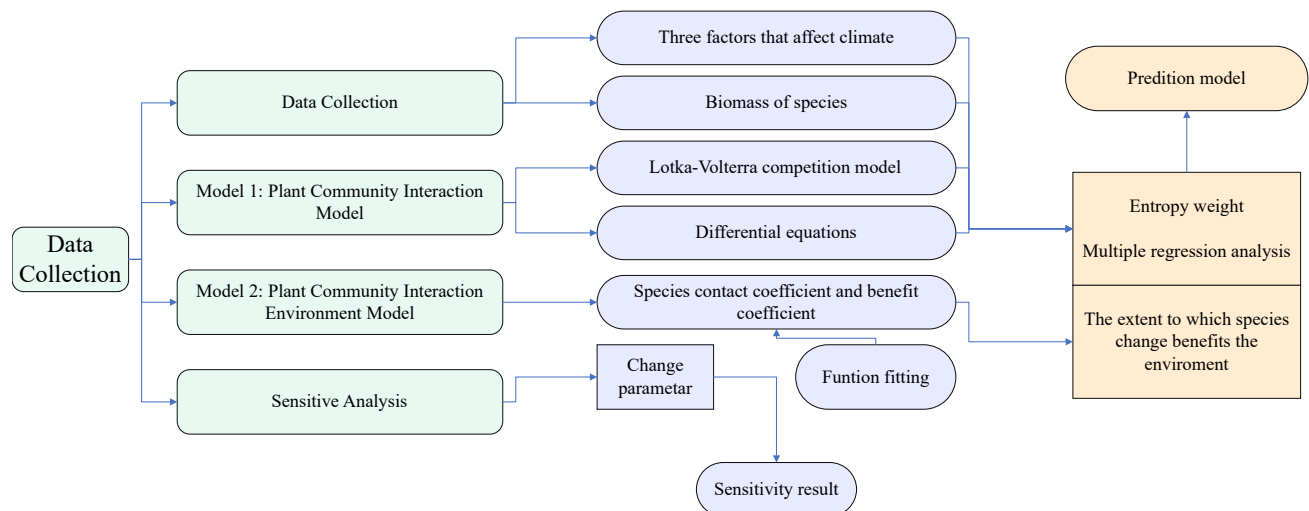 Data
Collection
Data Collection
Model 1: Plant Community Interaction
Model
Model 2: Plant Community Interaction
Environment Model
Sensitive Analysis
Three factors that affect climate
Biomass of species
Lotka-Volterra competition model
Differential equations
Species contact coefficient and benefit
coefficient
Change
parametar
Funtion fitting
Sensitivity result
Predition model
Entropy weight
Multiple regression analysis
The extent to which species
change benefits the
enviroment